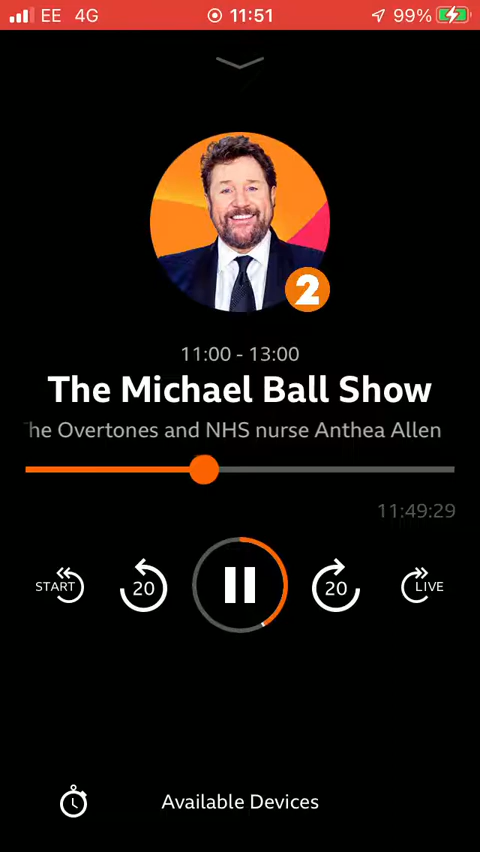 EE 4G 11:51 99%
2
11:00 - 13:00
The Michael Ball Show
he Overtones and NHS nurse Anthea Allen
11:49:29
START 20 20 LIVE
Available Devices